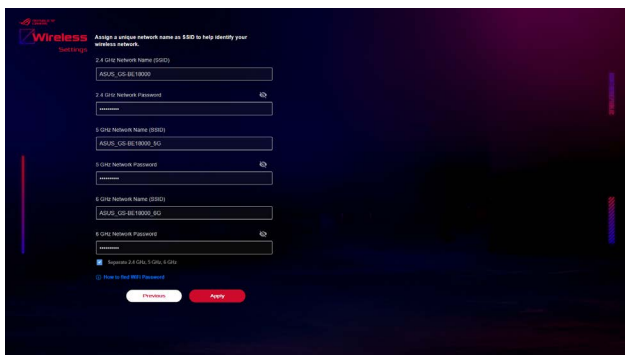 REPUBLIC OF
GAMERS
Wireless
Settings
Assign a unique network name as SSID to help identify your
wireless network.
2.4 GHz Network Name (SSID)
ASUS_GS-BE18000
2.4 GHz Network Password
••••••••••
5 GHz Network Name (SSID)
ASUS_GS-BE18000_5G
5 GHz Network Password
••••••••••
6 GHz Network Name (SSID)
ASUS_GS-BE18000_6G
6 GHz Network Password
••••••••••
Separate 2.4 GHz, 5 GHz, 6 GHz
How to find WiFi Password
Previous
Apply